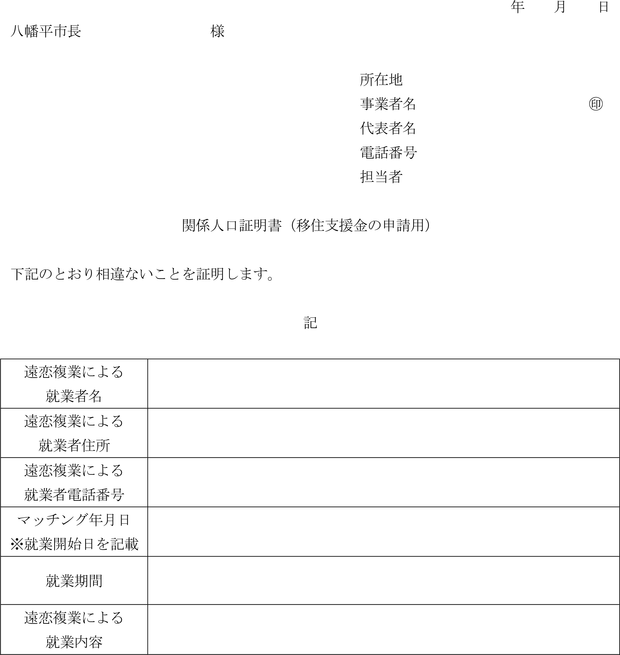 年　　月　　日
八幡平市長　　　　　　　　　様
所在地
事業者名　　　　　　　　　　　　㊞
代表者名
電話番号
担当者
関係人口証明書（移住支援金の申請用）
下記のとおり相違ないことを証明します。
記
遠恋複業による
就業者名
遠恋複業による
就業者住所
遠恋複業による
就業者電話番号
マッチング年月日
※就業開始日を記載
就業期間
遠恋複業による
就業内容